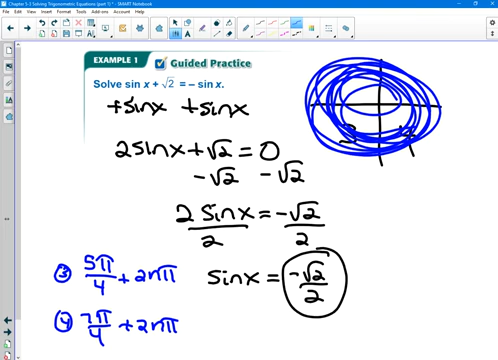 Chapter 5-3 Solving Trigonometric Equations (part 1) * - SMART Notebook
File Edit View Insert Format Tools Add-ons Account Help
EXAMPLE 1 Guided Practice
Solve sin x + √2 = – sin x.
+sinx +sinx
2sinx + √2 = 0
-√2 -√2
2 sinx = -√2
2 2
sinx = -√2/2
3 4
③ 5π/4 + 2nπ
④ 7π/4 + 2nπ